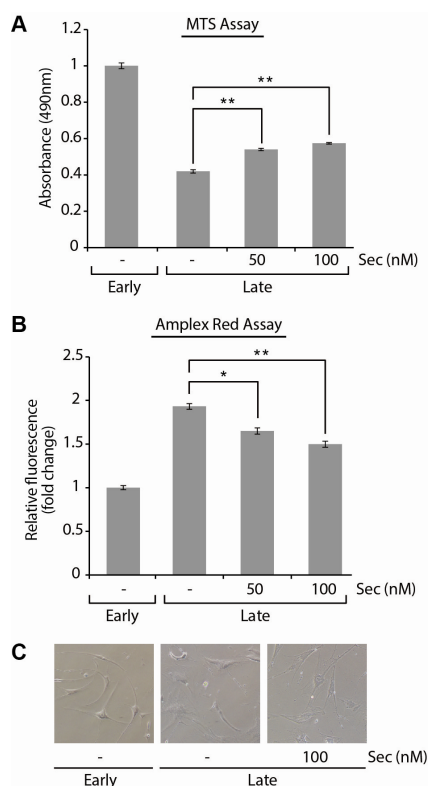 A
MTS Assay
Absorbance (490nm)
1.2
1
0.8
0.6
0.4
0.2
0
**
**
- - 50 100 Sec (nM)
Early Late
B
Amplex Red Assay
Relative fluorescence
(fold change)
2.5
2
1.5
1
0.5
0
**
*
- - 50 100 Sec (nM)
Early Late
C
- - 100 Sec (nM)
Early Late